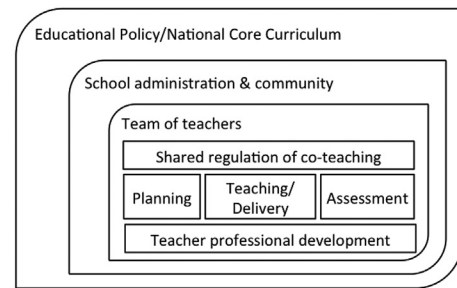 Educational Policy/National Core Curriculum
School administration & community
Team of teachers
Shared regulation of co-teaching
Planning
Teaching/
Delivery
Assessment
Teacher professional development